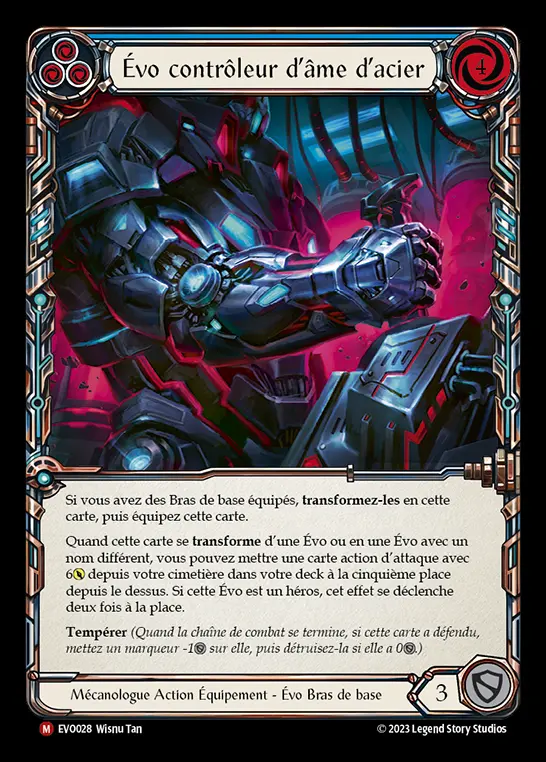 Évo contrôleur d'âme d'acier
4
Si vous avez des Bras de base équipés, transformez-les en cette
carte, puis équipez cette carte.
Quand cette carte se transforme d'une Évo ou en une Évo avec un
nom différent, vous pouvez mettre une carte action d'attaque avec
6 depuis votre cimetière dans votre deck à la cinquième place
depuis le dessus. Si cette Évo est un héros, cet effet se déclenche
deux fois à la place.
Tempérer (Quand la chaîne de combat se termine, si cette carte a défendu,
mettez un marqueur -1 sur elle, puis détruisez-la si elle a 0.)
Mécanologue Action Équipement - Évo Bras de base
3
M EVO028 Wisnu Tan
© 2023 Legend Story Studios